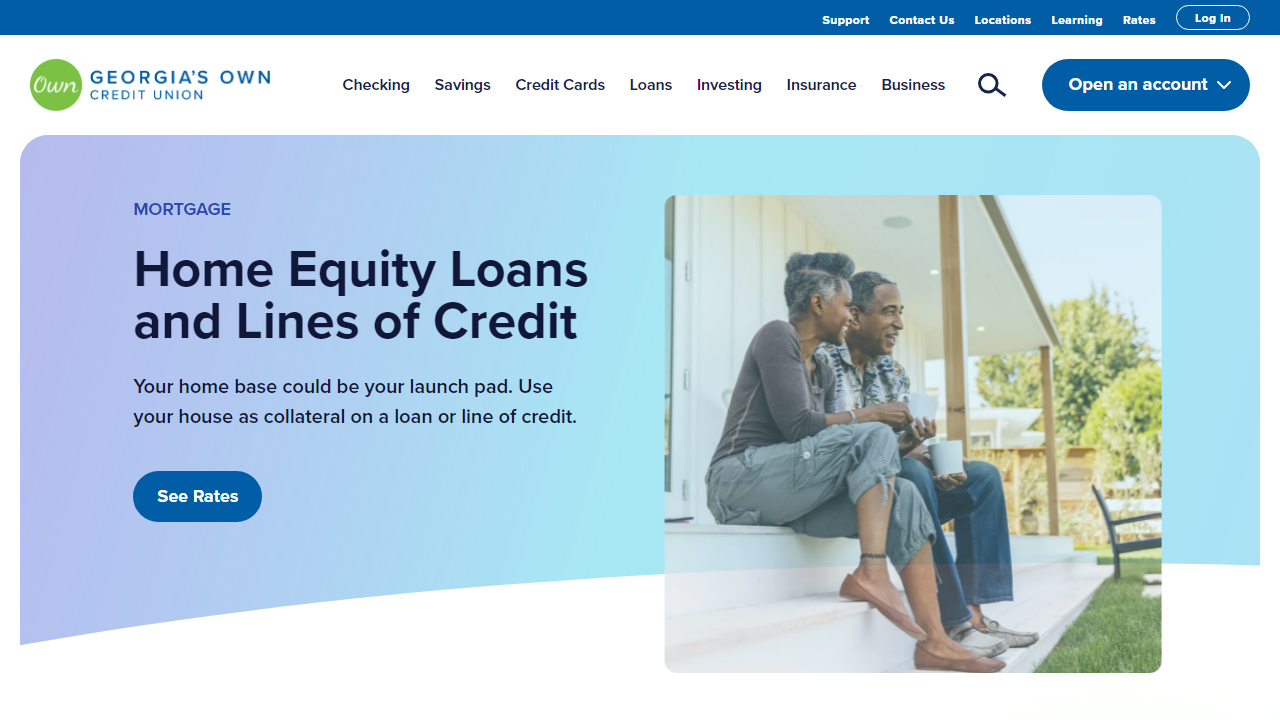 Support Contact Us Locations Learning Rates Log In
Own GEORGIA'S OWN
CREDIT UNION
Checking Savings Credit Cards Loans Investing Insurance Business Open an account
MORTGAGE
Home Equity Loans
and Lines of Credit
Your home base could be your launch pad. Use
your house as collateral on a loan or line of credit.
See Rates